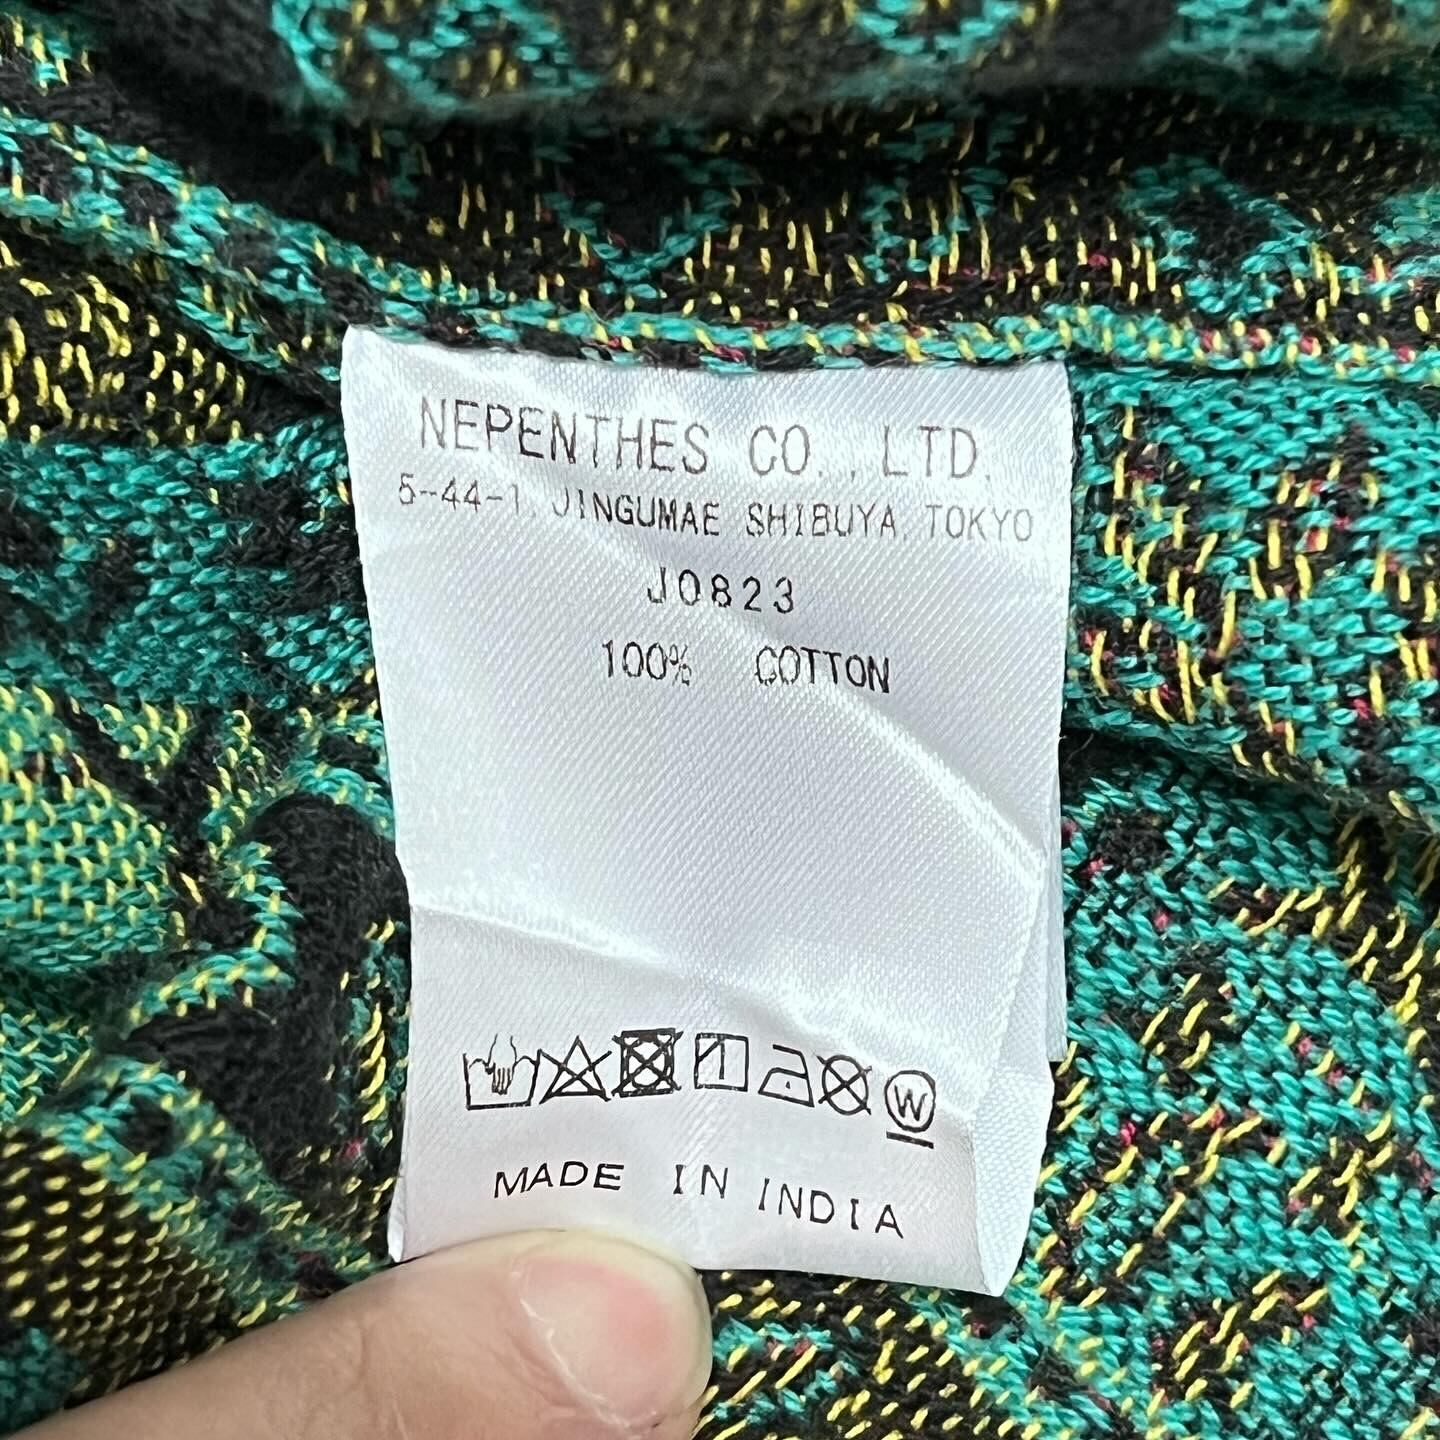 NEPENTHES CO., LTD.
5-44-1, JINGUMAE SHIBUYA, TOKYO
J0823
100% COTTON
W
MADE IN INDIA